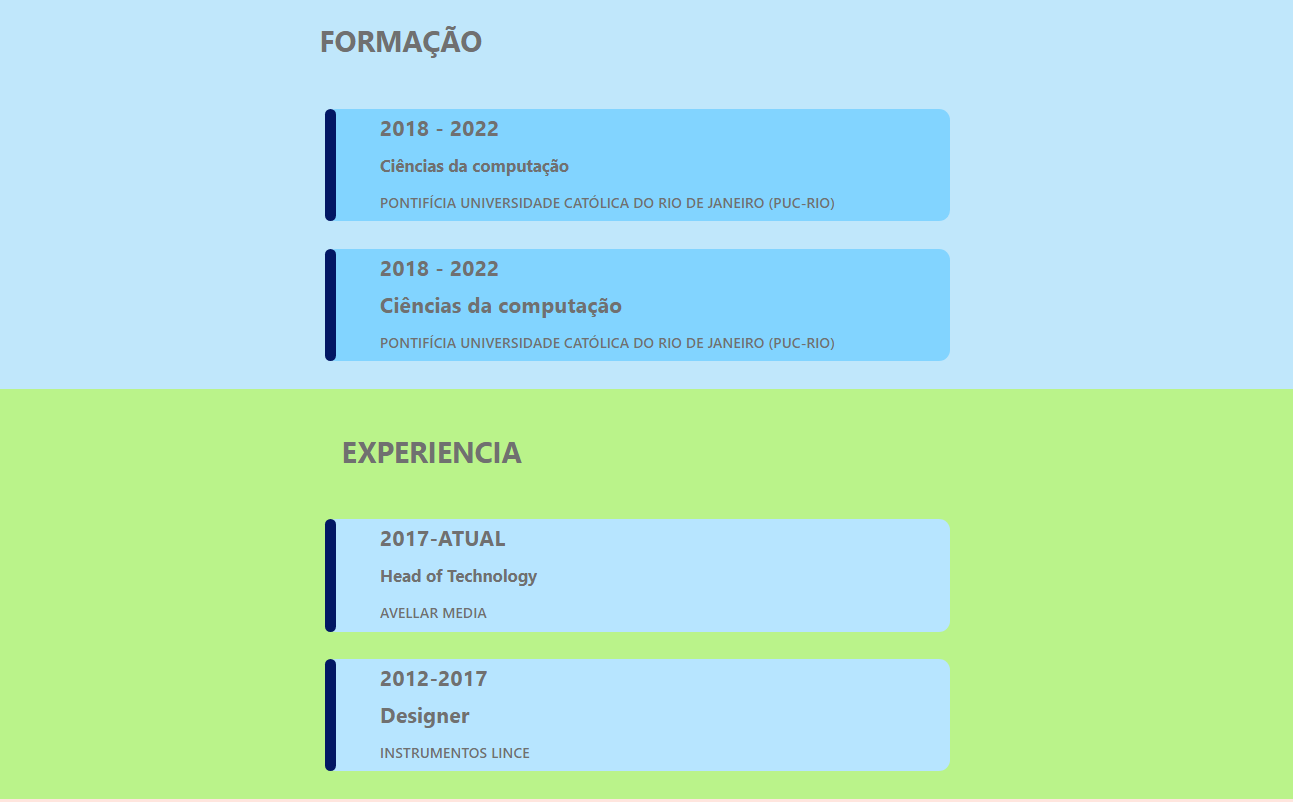 FORMAÇÃO
2018 - 2022
Ciências da computação
PONTIFÍCIA UNIVERSIDADE CATÓLICA DO RIO DE JANEIRO (PUC-RIO)
2018 - 2022
Ciências da computação
PONTIFÍCIA UNIVERSIDADE CATÓLICA DO RIO DE JANEIRO (PUC-RIO)
EXPERIENCIA
2017-ATUAL
Head of Technology
AVELLAR MEDIA
2012-2017
Designer
INSTRUMENTOS LINCE